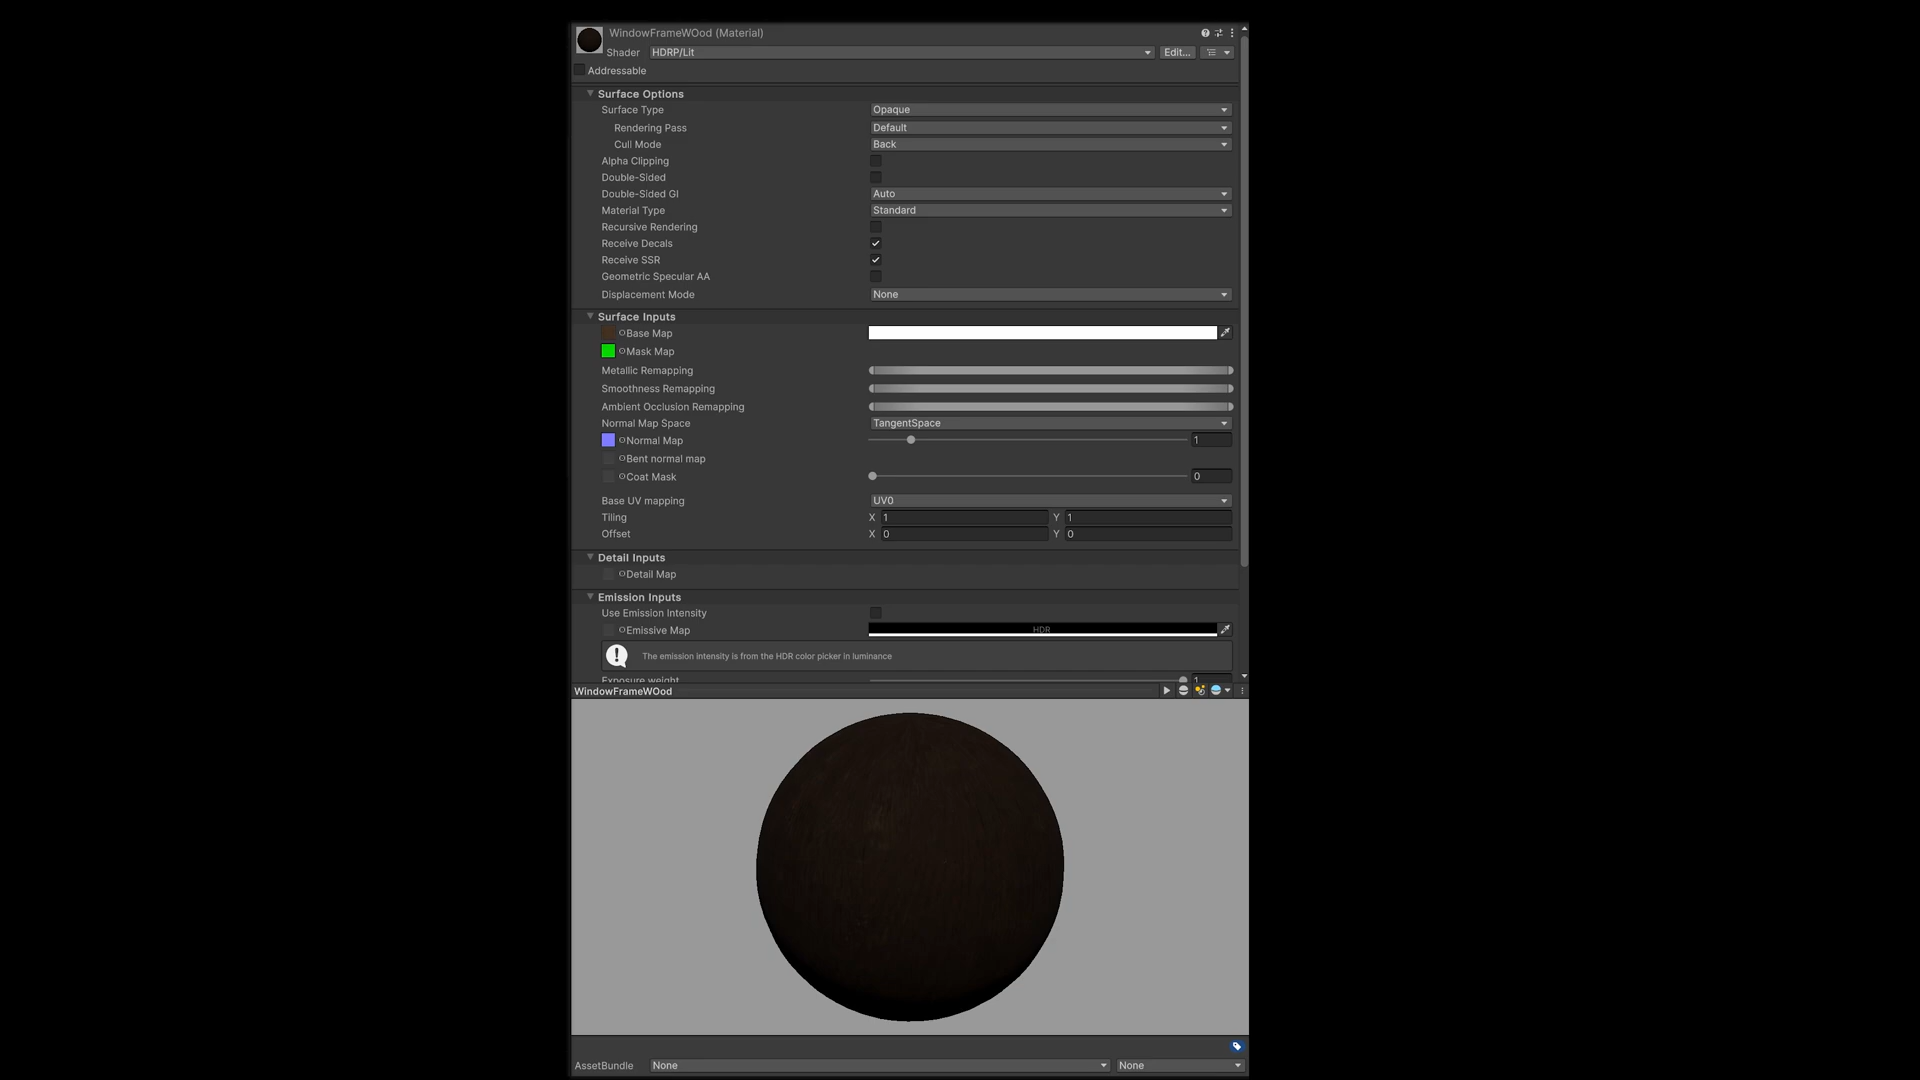 WindowFrameWOod (Material)
Shader HDRP/Lit Edit...
Addressable
Surface Options
Surface Type Opaque
Rendering Pass Default
Cull Mode Back
Alpha Clipping
Double-Sided
Double-Sided GI Auto
Material Type Standard
Recursive Rendering
Receive Decals
Receive SSR
Geometric Specular AA
Displacement Mode None
Surface Inputs
Base Map
Mask Map
Metallic Remapping
Smoothness Remapping
Ambient Occlusion Remapping
Normal Map Space TangentSpace
Normal Map 1
Bent normal map
Coat Mask 0
Base UV mapping UV0
Tiling X 1 Y 1
Offset X 0 Y 0
Detail Inputs
Detail Map
Emission Inputs
Use Emission Intensity
Emissive Map HDR
The emission intensity is from the HDR color picker in luminance
Exposure weight 1
WindowFrameWOod
AssetBundle None None